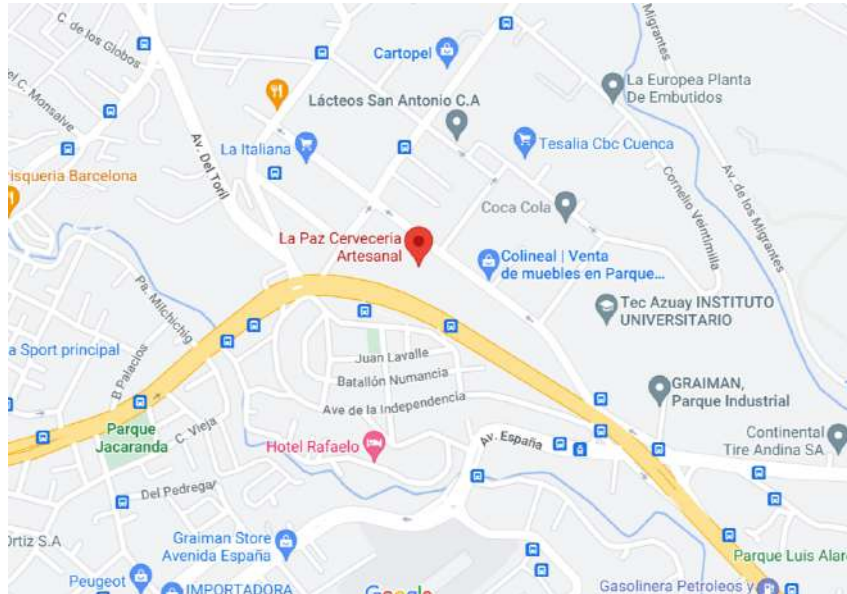 C. de los Globos
el C. Monsalve
Av. Del Toril
Cartopel
Migrantes
La Europea Planta
De Embutidos
Lácteos San Antonio C.A
La Italiana
Tesalia Cbc Cuenca
risqueria Barcelona
Cornelio Veintimilla
Av. de los Migrantes
Coca Cola
La Paz Cerveceria
Artesanal
Colineal | Venta
de muebles en Parque...
Pa. Milchichig
Tec Azuay INSTITUTO
UNIVERSITARIO
a Sport principal
B Palacios
Juan Lavalle
Batallón Numancia
Ave de la Independencia
GRAIMAN,
Parque Industrial
Parque
Jacaranda
C. Vieja
Hotel Rafaelo
Av. España
Continental
Tire Andina SA
Del Pedregal
Ortiz S.A
Graiman Store
Avenida España
Parque Luis Alar
Peugeot
IMPORTADORA
Google
Gasolinera Petroleos y